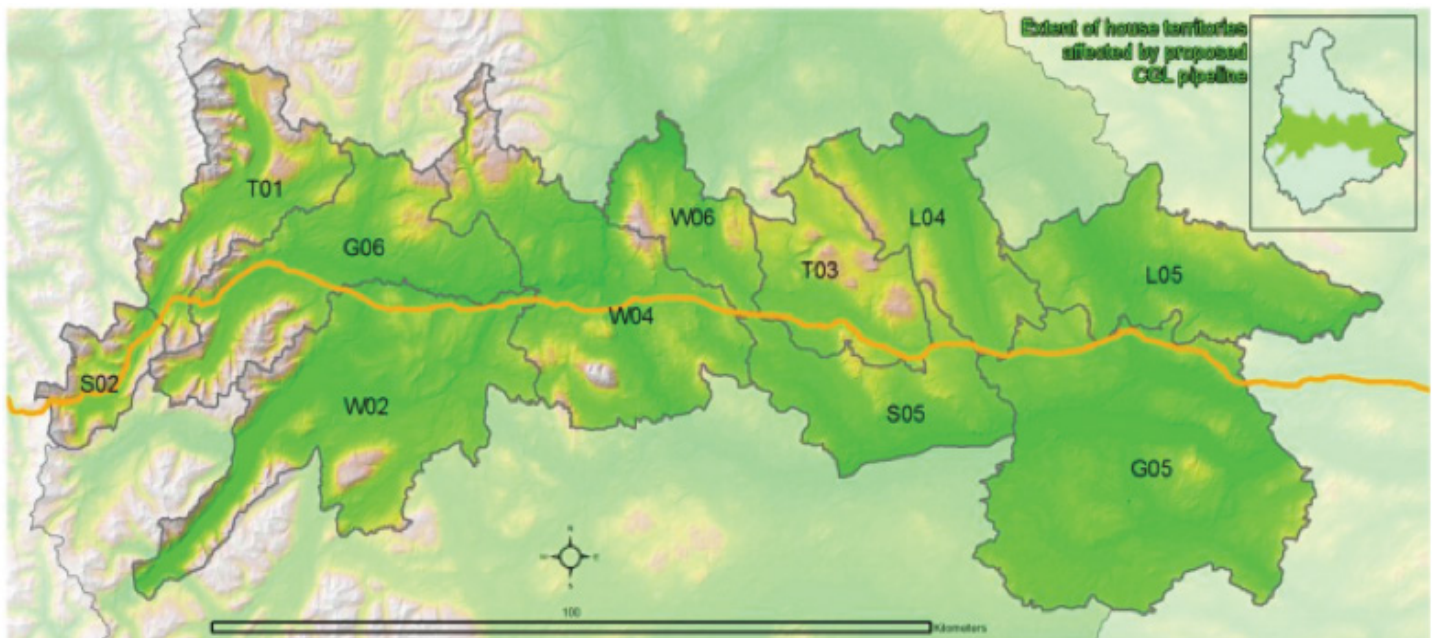 Extent of house territories
affected by proposed
CGL pipeline
T01
G06
W06
L04
T03
L05
W04
S02
W02
S05
G05
N
W
E
S
100
Kilometers